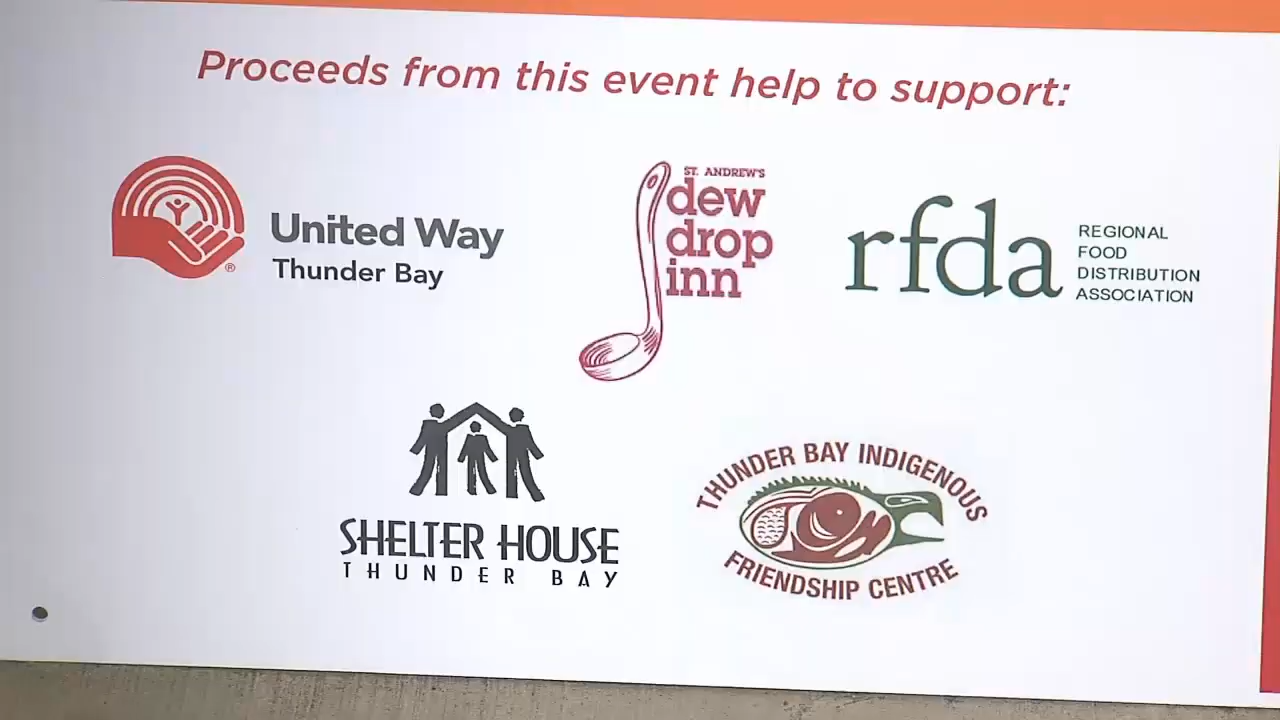 Proceeds from this event help to support:
United Way
Thunder Bay
ST. ANDREW'S
dew
drop
inn
rfda
REGIONAL
FOOD
DISTRIBUTION
ASSOCIATION
SHELTER HOUSE
THUNDER BAY
THUNDER BAY INDIGENOUS
FRIENDSHIP CENTRE